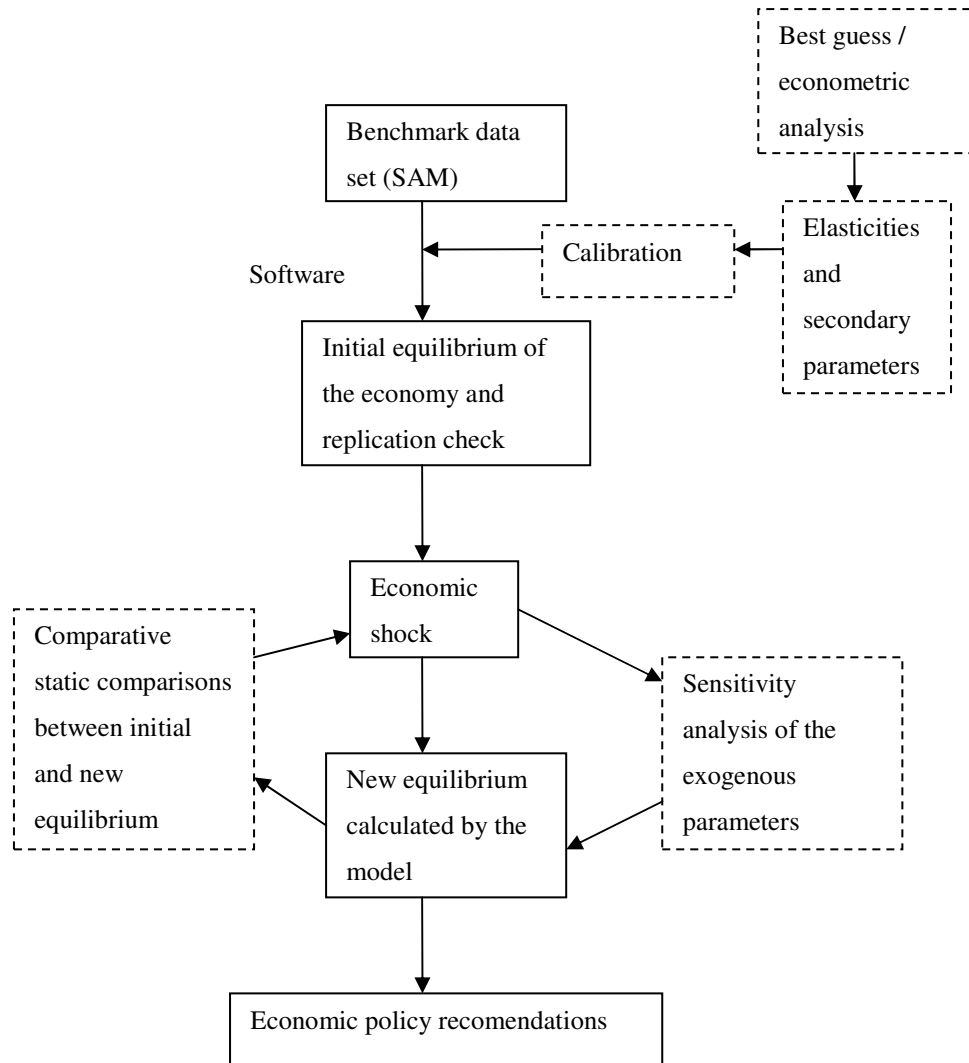 Best guess /
econometric
analysis
Benchmark data
set (SAM)
Elasticities
and
secondary
parameters
Calibration
Software
Initial equilibrium of
the economy and
replication check
Economic
shock
Comparative
static comparisons
between initial
and new
equilibrium
Sensitivity
analysis of the
exogenous
parameters
New equilibrium
calculated by the
model
Economic policy recomendations